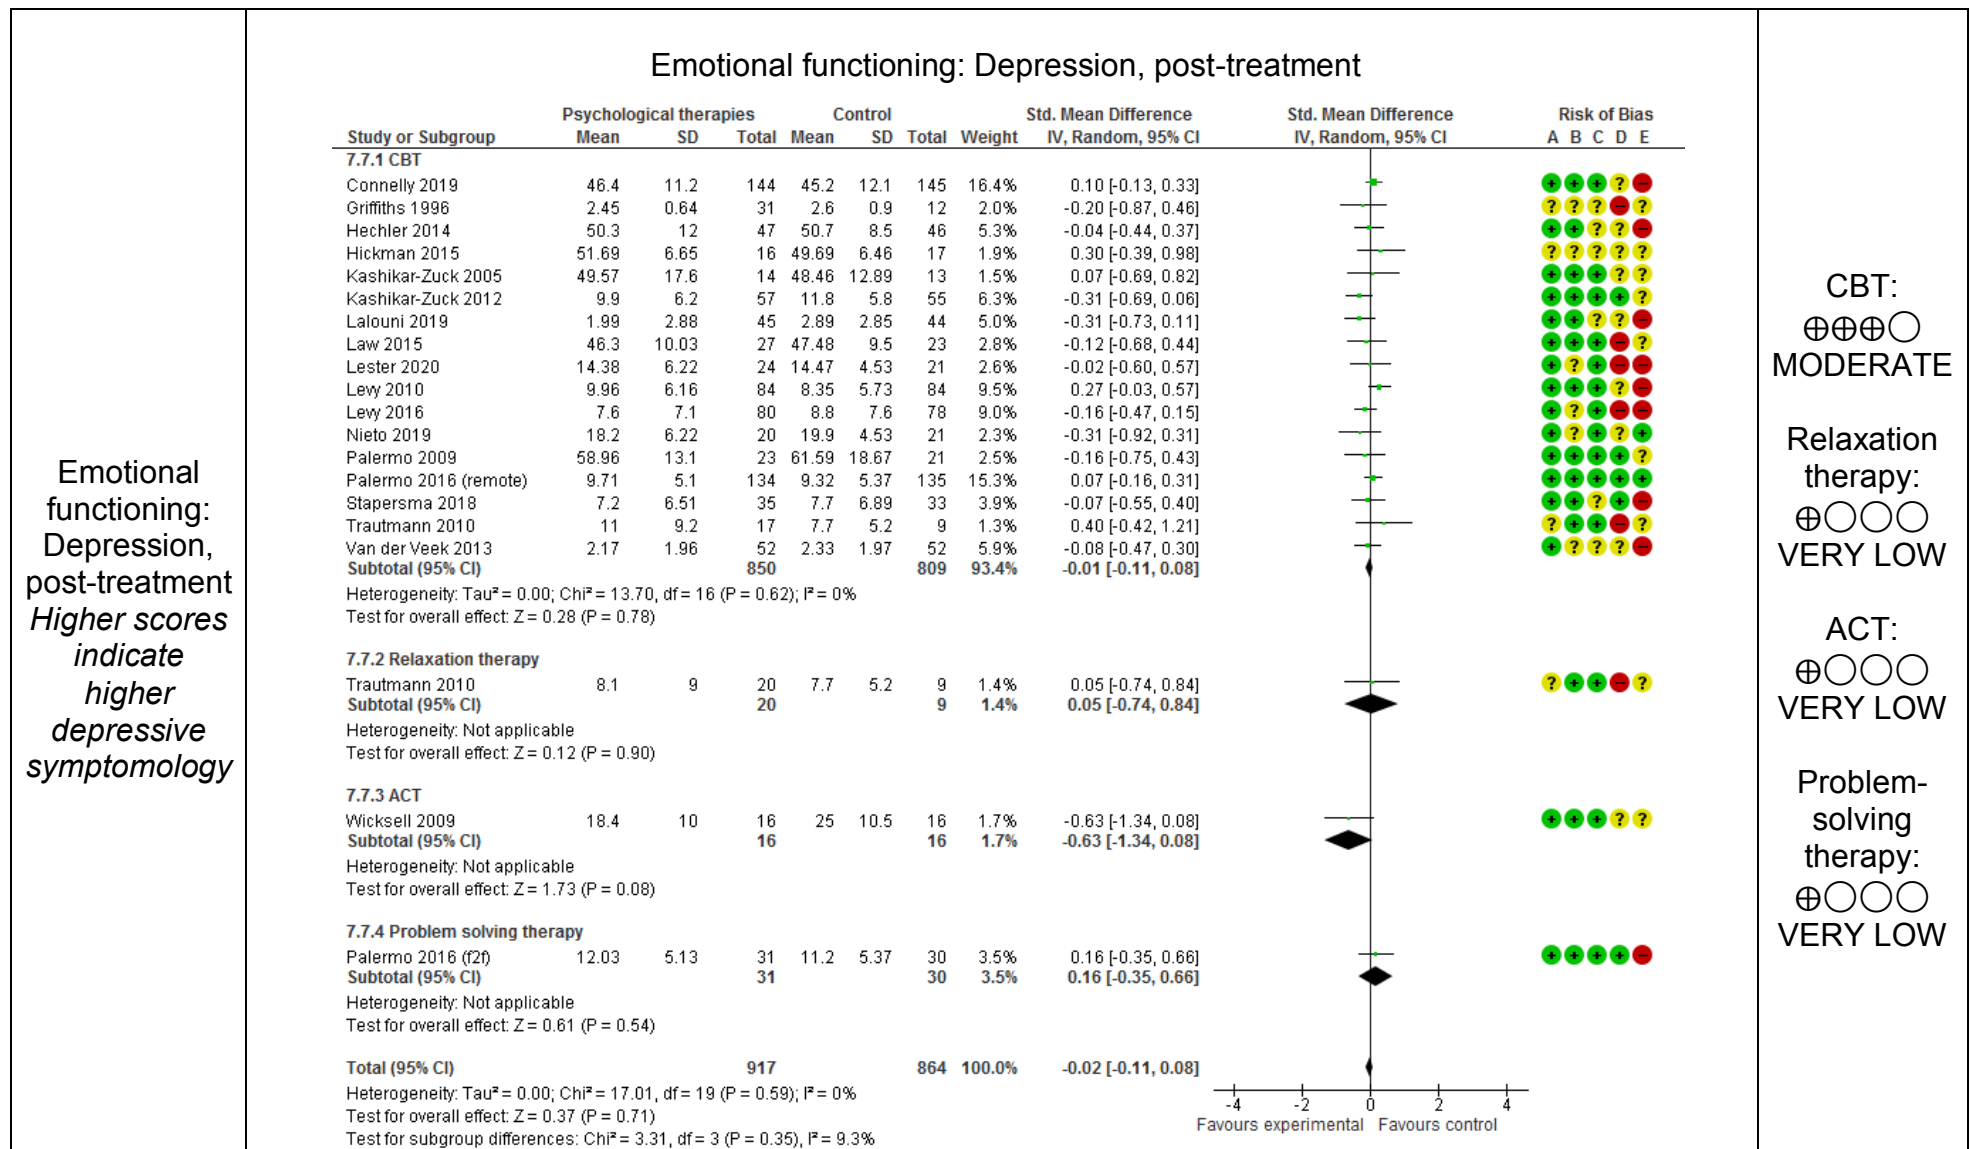 Emotional functioning: Depression, post-treatment
Psychological therapies Control Std. Mean Difference Std. Mean Difference Risk of Bias
Study or Subgroup Mean SD Total Mean SD Total Weight IV, Random, 95% CI IV, Random, 95% CI A B C D E
7.7.1 CBT
Connelly 2019 46.4 11.2 144 45.2 12.1 145 16.4% 0.10 [-0.13, 0.33] + + + ? −
Griffiths 1996 2.45 0.64 31 2.6 0.9 12 2.0% -0.20 [-0.87, 0.46] ? ? ? − ?
Hechler 2014 50.3 12 47 50.7 8.5 46 5.3% -0.04 [-0.44, 0.37] + + ? ? −
Hickman 2015 51.69 6.65 16 49.69 6.46 17 1.9% 0.30 [-0.39, 0.98] ? ? ? ? ?
Kashikar-Zuck 2005 49.57 17.6 14 48.46 12.89 13 1.5% 0.07 [-0.69, 0.82] + + + ? ?
Kashikar-Zuck 2012 9.9 6.2 57 11.8 5.8 55 6.3% -0.31 [-0.69, 0.06] + + + + ?
Lalouni 2019 1.99 2.88 45 2.89 2.85 44 5.0% -0.31 [-0.73, 0.11] + + ? ? −
Law 2015 46.3 10.03 27 47.48 9.5 23 2.8% -0.12 [-0.68, 0.44] + + + − ?
Lester 2020 14.38 6.22 24 14.47 4.53 21 2.6% -0.02 [-0.60, 0.57] + ? + − −
Levy 2010 9.96 6.16 84 8.35 5.73 84 9.5% 0.27 [-0.03, 0.57] + + + ? −
Levy 2016 7.6 7.1 80 8.8 7.6 78 9.0% -0.16 [-0.47, 0.15] + ? + − −
Nieto 2019 18.2 6.22 20 19.9 4.53 21 2.3% -0.31 [-0.92, 0.31] + ? + ? +
Palermo 2009 58.96 13.1 23 61.59 18.67 21 2.5% -0.16 [-0.75, 0.43] + + + + ?
Palermo 2016 (remote) 9.71 5.1 134 9.32 5.37 135 15.3% 0.07 [-0.16, 0.31] + + + + +
Stapersma 2018 7.2 6.51 35 7.7 6.89 33 3.9% -0.07 [-0.55, 0.40] + + ? + −
Trautmann 2010 11 9.2 17 7.7 5.2 9 1.3% 0.40 [-0.42, 1.21] ? + + − ?
Van der Veek 2013 2.17 1.96 52 2.33 1.97 52 5.9% -0.08 [-0.47, 0.30] + ? ? ? −
Subtotal (95% CI) 850 809 93.4% -0.01 [-0.11, 0.08]
Heterogeneity: Tau² = 0.00; Chi² = 13.70, df = 16 (P = 0.62); I² = 0%
Test for overall effect: Z = 0.28 (P = 0.78)
7.7.2 Relaxation therapy
Trautmann 2010 8.1 9 20 7.7 5.2 9 1.4% 0.05 [-0.74, 0.84] ? + + − ?
Subtotal (95% CI) 20 9 1.4% 0.05 [-0.74, 0.84]
Heterogeneity: Not applicable
Test for overall effect: Z = 0.12 (P = 0.90)
7.7.3 ACT
Wicksell 2009 18.4 10 16 25 10.5 16 1.7% -0.63 [-1.34, 0.08] + + + ? ?
Subtotal (95% CI) 16 16 1.7% -0.63 [-1.34, 0.08]
Heterogeneity: Not applicable
Test for overall effect: Z = 1.73 (P = 0.08)
7.7.4 Problem solving therapy
Palermo 2016 (f2f) 12.03 5.13 31 11.2 5.37 30 3.5% 0.16 [-0.35, 0.66] + + + + −
Subtotal (95% CI) 31 30 3.5% 0.16 [-0.35, 0.66]
Heterogeneity: Not applicable
Test for overall effect: Z = 0.61 (P = 0.54)
Total (95% CI) 917 864 100.0% -0.02 [-0.11, 0.08]
Heterogeneity: Tau² = 0.00; Chi² = 17.01, df = 19 (P = 0.59); I² = 0%
Test for overall effect: Z = 0.37 (P = 0.71)
Test for subgroup differences: Chi² = 3.31, df = 3 (P = 0.35), I² = 9.3%
-4 -2 0 2 4
Favours experimental Favours control
Emotional
functioning:
Depression,
post-treatment
Higher scores
indicate
higher
depressive
symptomology
CBT:
⊕⊕⊕◯
MODERATE
Relaxation
therapy:
⊕◯◯◯
VERY LOW
ACT:
⊕◯◯◯
VERY LOW
Problem-
solving
therapy:
⊕◯◯◯
VERY LOW